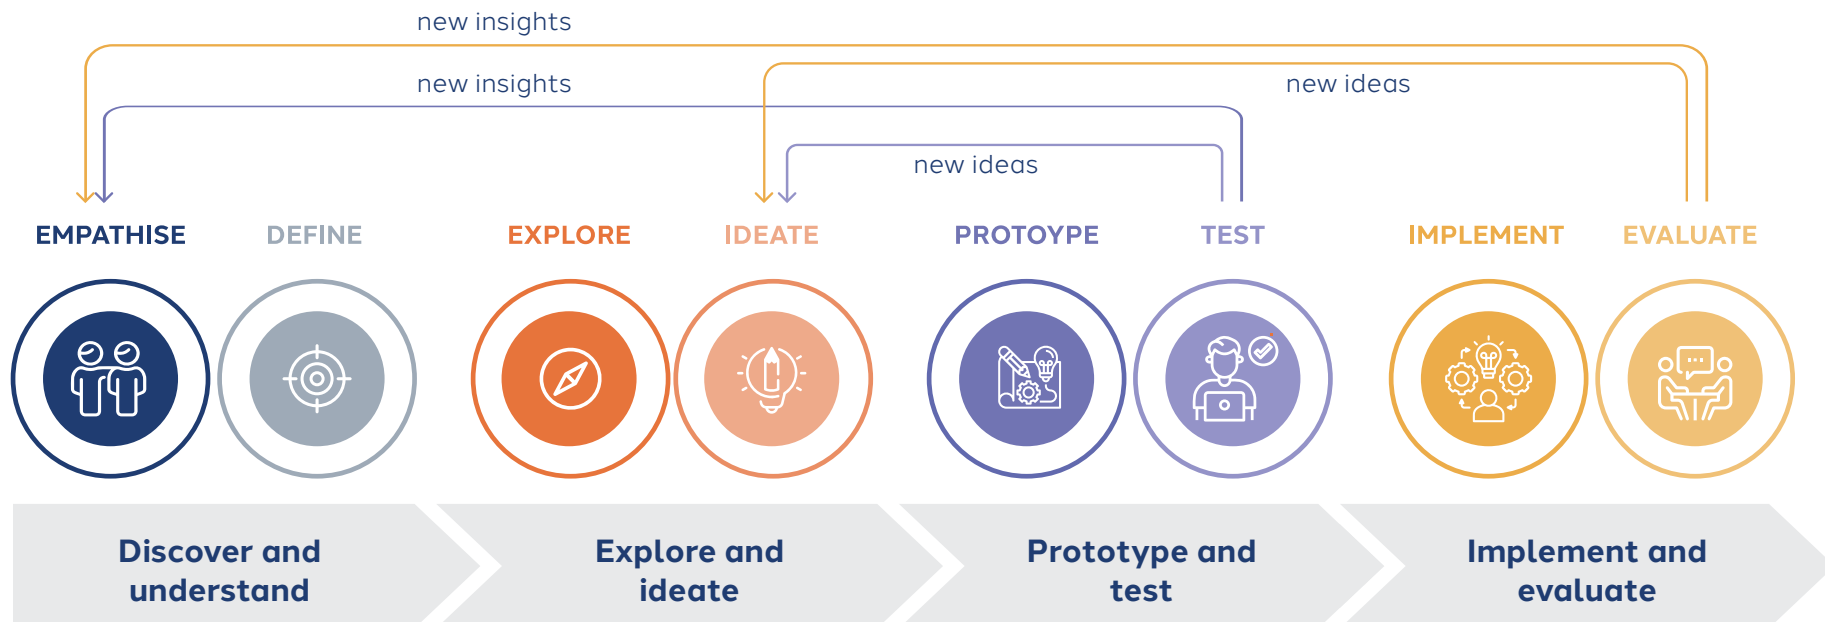 new insights
new insights
new ideas
new ideas
EMPATHISE
DEFINE
EXPLORE
IDEATE
PROTOYPE
TEST
IMPLEMENT
EVALUATE
Discover and
understand
Explore and
ideate
Prototype and
test
Implement and
evaluate